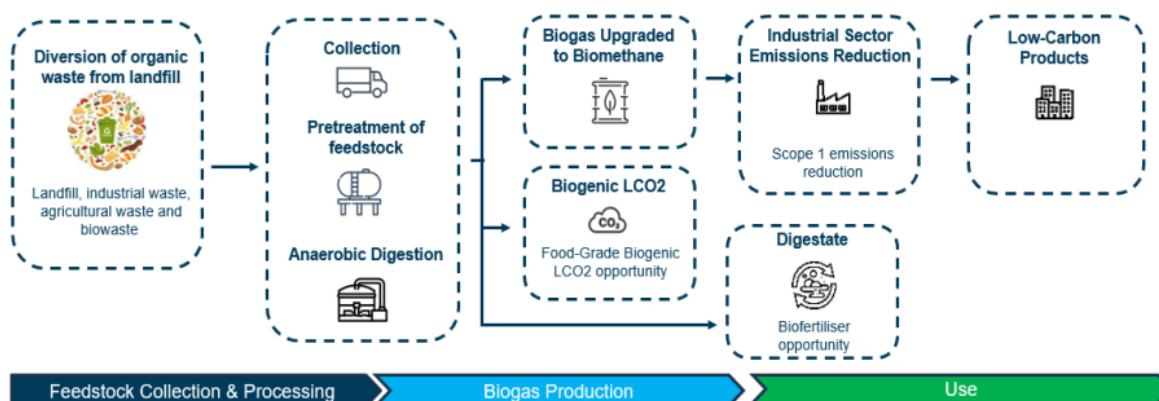 Diversion of organic
waste from landfill
Landfill, industrial waste,
agricultural waste and
biowaste
Collection
Pretreatment of
feedstock
Anaerobic Digestion
Biogas Upgraded
to Biomethane
Biogenic LCO2
CO₂
Food-Grade Biogenic
LCO2 opportunity
Industrial Sector
Emissions Reduction
Scope 1 emissions
reduction
Digestate
Biofertiliser
opportunity
Low-Carbon
Products
Feedstock Collection & Processing
Biogas Production
Use